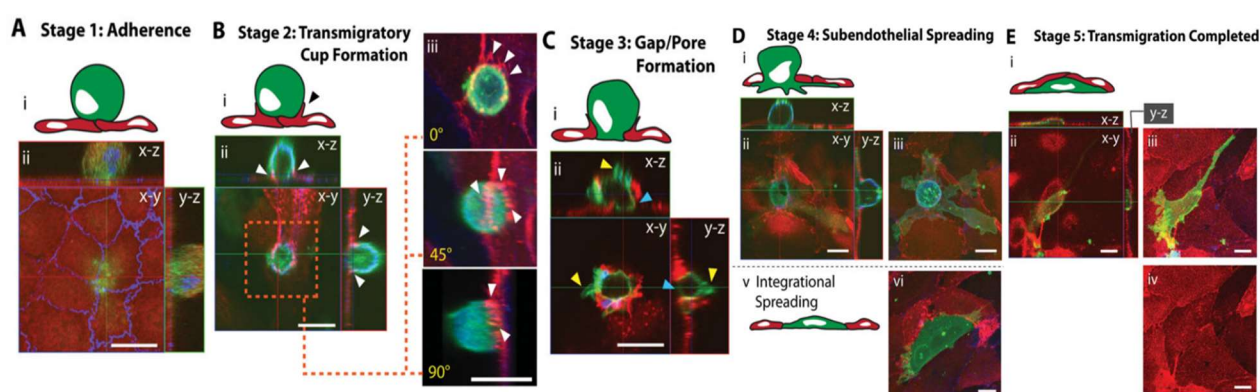 A Stage 1: Adherence
i
ii
x-z
x-y
y-z
B Stage 2: Transmigratory
Cup Formation
i
ii
x-z
x-y
y-z
iii
0°
45°
90°
C Stage 3: Gap/Pore
Formation
i
ii
x-z
x-y
y-z
D Stage 4: Subendothelial Spreading
i
x-z
ii
x-y
y-z
iii
v Integrational
Spreading
vi
E Stage 5: Transmigration Completed
i
x-z
y-z
ii
x-y
iii
iv